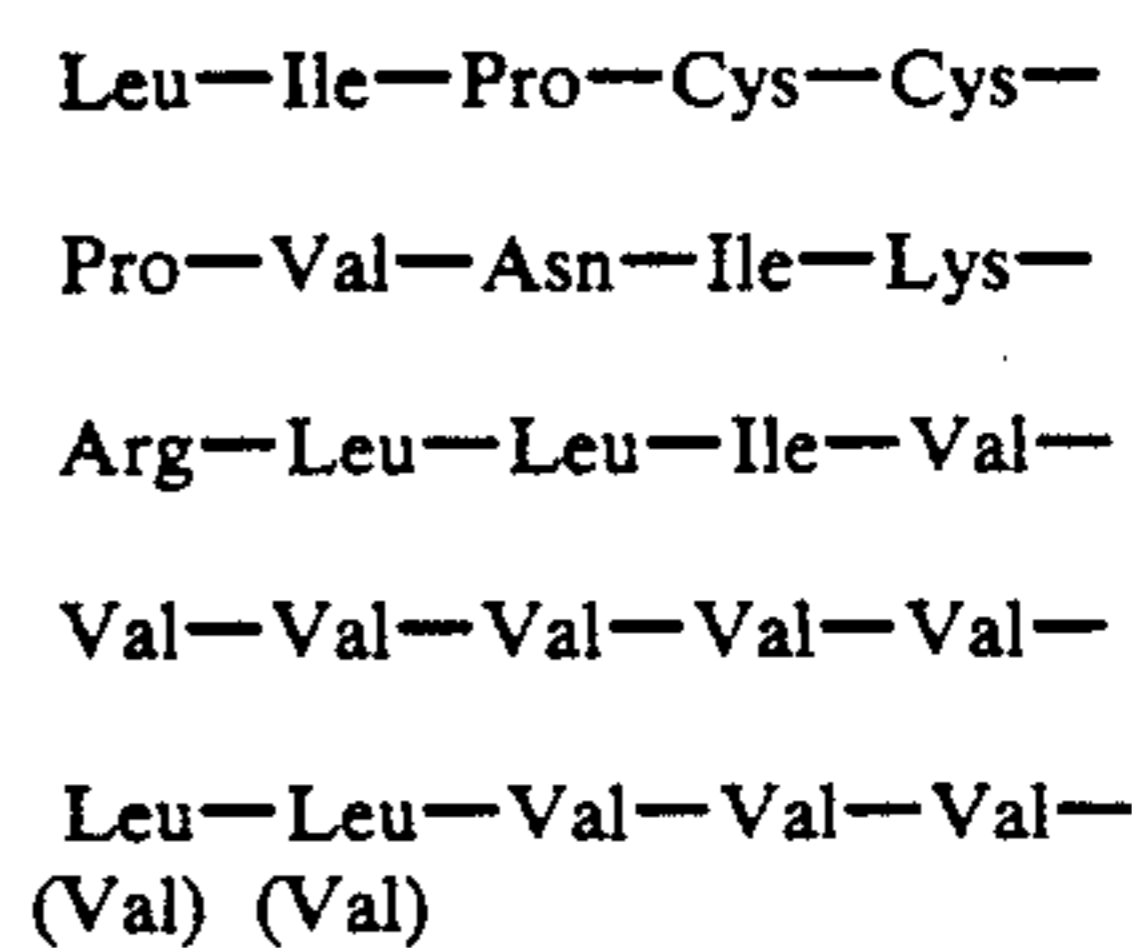 Leu—Ile—Pro—Cys—Cys—
Pro—Val—Asn—Ile—Lys—
Arg—Leu—Leu—Ile—Val—
Val—Val—Val—Val—Val—
Leu—Leu—Val—Val—Val—
(Val) (Val)